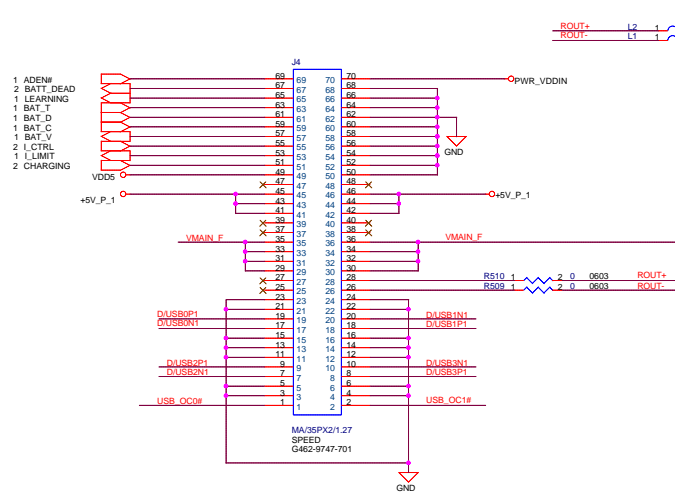 ROUT+ L2 1
ROUT- L1 1
J4
1 ADEN# 69 69 70 70 PWR_VDDIN
2 BATT_DEAD 67 67 68 68
1 LEARNING 65 65 66 66
1 BAT_T 63 63 64 64
1 BAT_D 61 61 62 62
1 BAT_C 59 59 60 60
1 BAT_V 57 57 58 58
2 I_CTRL 55 55 56 56 GND
1 I_LIMIT 53 53 54 54
2 CHARGING 51 51 52 52
VDD5 49 49 50 50
47 47 48 48
+5V_P_1 45 45 46 46 +5V_P_1
43 43 44 44
41 41 42 42
39 39 40 40
37 37 38 38
VMAIN_F 35 35 36 36 VMAIN_F
33 33 34 34
31 31 32 32
29 29 30 30
27 27 28 28 R510 1 2 0 0603 ROUT+
25 25 26 26 R509 1 2 0 0603 ROUT-
23 23 24 24
21 21 22 22
D/USB0P1 19 19 20 20 D/USB1N1
D/USB0N1 17 17 18 18 D/USB1P1
15 15 16 16
13 13 14 14
11 11 12 12
D/USB2P1 9 9 10 10 D/USB3N1
D/USB2N1 7 7 8 8 D/USB3P1
5 5 6 6
3 3 4 4
USB_OC0# 1 1 2 2 USB_OC1#
MA/35PX2/1.27
SPEED
G462-9747-701
GND